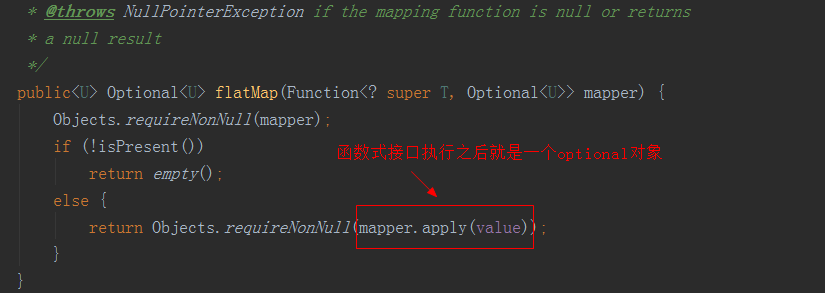 * @throws NullPointerException if the mapping function is null or returns
* a null result
*/
public<U> Optional<U> flatMap(Function<? super T, Optional<U>> mapper) {
Objects.requireNonNull(mapper);
if (!isPresent())
函数式接口执行之后就是一个optional对象
return empty();
else {
return Objects.requireNonNull(mapper.apply(value));
}
}